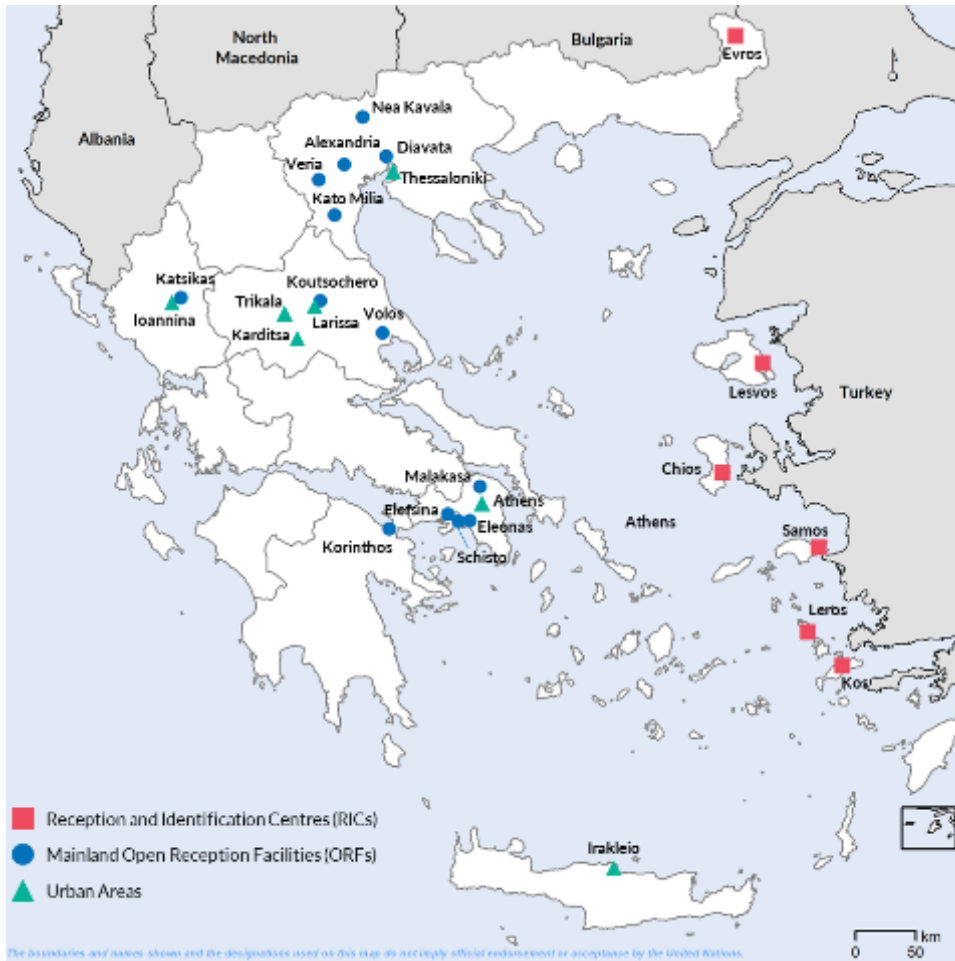 North
Macedonia
Bulgaria
Evros
Albania
Nea Kavala
Alexandria
Diavata
Veria
Thessaloniki
Kato Milia
Katsikas
Koutsochero
Trikala
Volos
Ioannina
Larissa
Karditsa
Lesvos
Turkey
Chios
Malakasa
Athens
Elefsina
Eleonas
Athens
Korinthos
Schisto
Samos
Leros
Kos
Reception and Identification Centres (RICs)
Mainland Open Reception Facilities (ORFs)
Irakleio
Urban Areas
km
0 50
The boundaries and names shown and the designations used on this map do not imply official endorsement or acceptance by the United Nations.